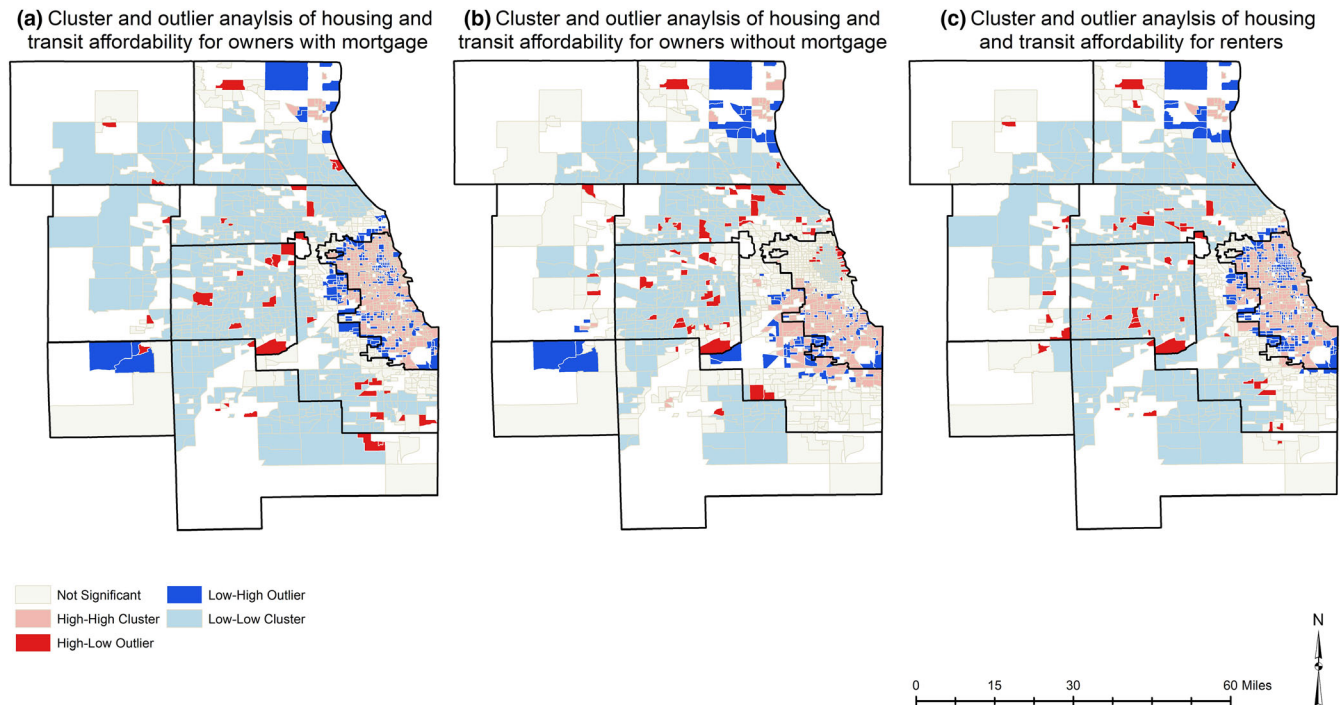 (a) Cluster and outlier anaylsis of housing and
transit affordability for owners with mortgage
(b) Cluster and outlier anaylsis of housing and
transit affordability for owners without mortgage
(c) Cluster and outlier anaylsis of housing
and transit affordability for renters
Not Significant
High-High Cluster
High-Low Outlier
Low-High Outlier
Low-Low Cluster
N
0 15 30 60 Miles